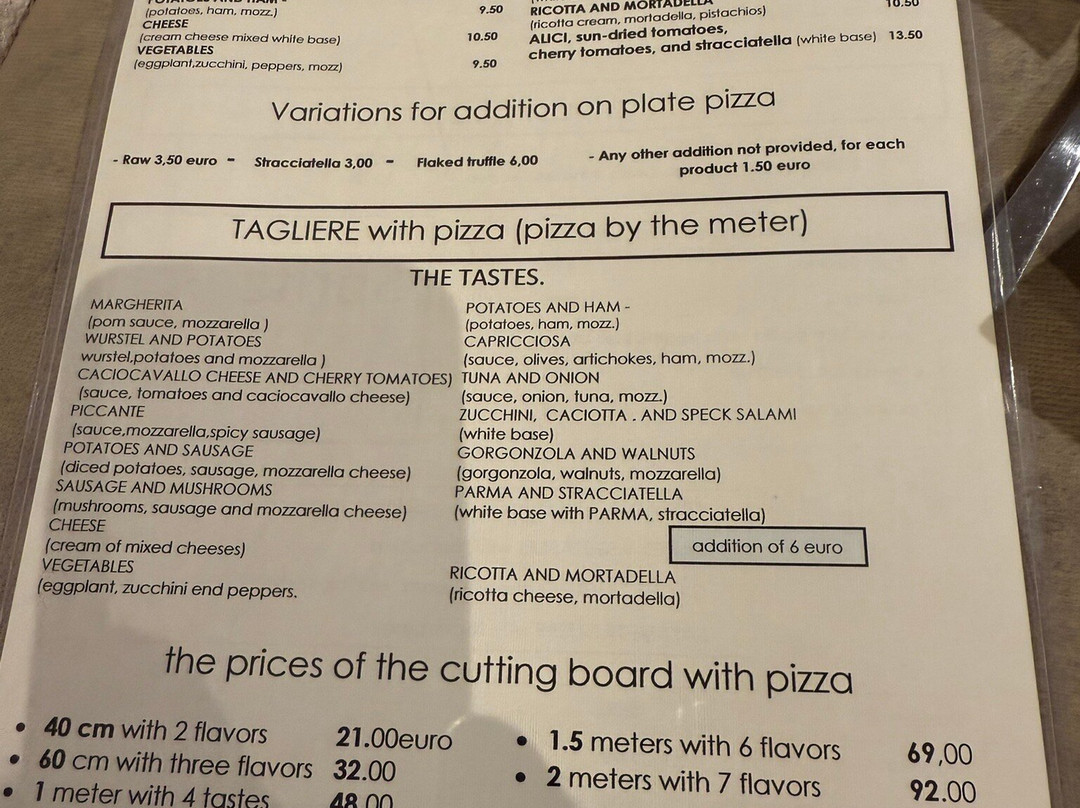 (potatoes, ham, mozz.) 9.50
CHEESE
(cream cheese mixed white base) 10.50
VEGETABLES
(eggplant,zucchini, peppers, mozz) 9.50
RICOTTA AND MORTADELLA 10.50
(ricotta cream, mortadella, pistachios)
ALICI, sun-dried tomatoes,
cherry tomatoes, and stracciatella (white base) 13.50
Variations for addition on plate pizza
- Raw 3,50 euro - Stracciatella 3,00 - Flaked truffle 6,00 - Any other addition not provided, for each
product 1.50 euro
TAGLIERE with pizza (pizza by the meter)
THE TASTES.
MARGHERITA
(pom sauce, mozzarella )
WURSTEL AND POTATOES
wurstel,potatoes and mozzarella )
CACIOCAVALLO CHEESE AND CHERRY TOMATOES)
(sauce, tomatoes and caciocavallo cheese)
PICCANTE
(sauce,mozzarella,spicy sausage)
POTATOES AND SAUSAGE
(diced potatoes, sausage, mozzarella cheese)
SAUSAGE AND MUSHROOMS
(mushrooms, sausage and mozzarella cheese)
CHEESE
(cream of mixed cheeses)
VEGETABLES
(eggplant, zucchini end peppers.
POTATOES AND HAM -
(potatoes, ham, mozz.)
CAPRICCIOSA
(sauce, olives, artichokes, ham, mozz.)
TUNA AND ONION
(sauce, onion, tuna, mozz.)
ZUCCHINI, CACIOTTA . AND SPECK SALAMI
(white base)
GORGONZOLA AND WALNUTS
(gorgonzola, walnuts, mozzarella)
PARMA AND STRACCIATELLA
(white base with PARMA, stracciatella)
addition of 6 euro
RICOTTA AND MORTADELLA
(ricotta cheese, mortadella)
the prices of the cutting board with pizza
• 40 cm with 2 flavors 21.00euro
• 60 cm with three flavors 32.00
• 1 meter with 4 tastes 48.00
• 1.5 meters with 6 flavors 69,00
• 2 meters with 7 flavors 92.00